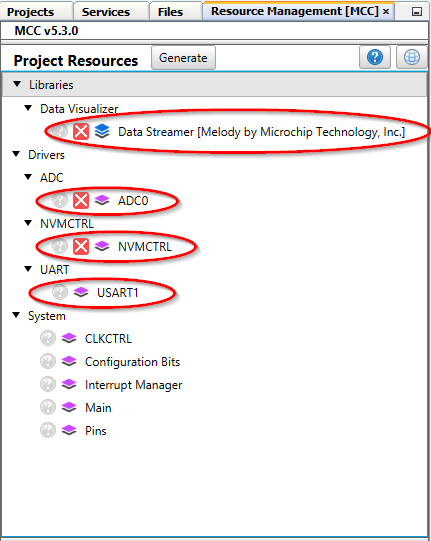 Projects Services Files Resource Management [MCC] ×
MCC v5.3.0
Project Resources Generate ?
Libraries
Data Visualizer
? Data Streamer [Melody by Microchip Technology, Inc.]
Drivers
ADC
? ADC0
NVMCTRL
? NVMCTRL
UART
? USART1
System
? CLKCTRL
? Configuration Bits
? Interrupt Manager
? Main
? Pins